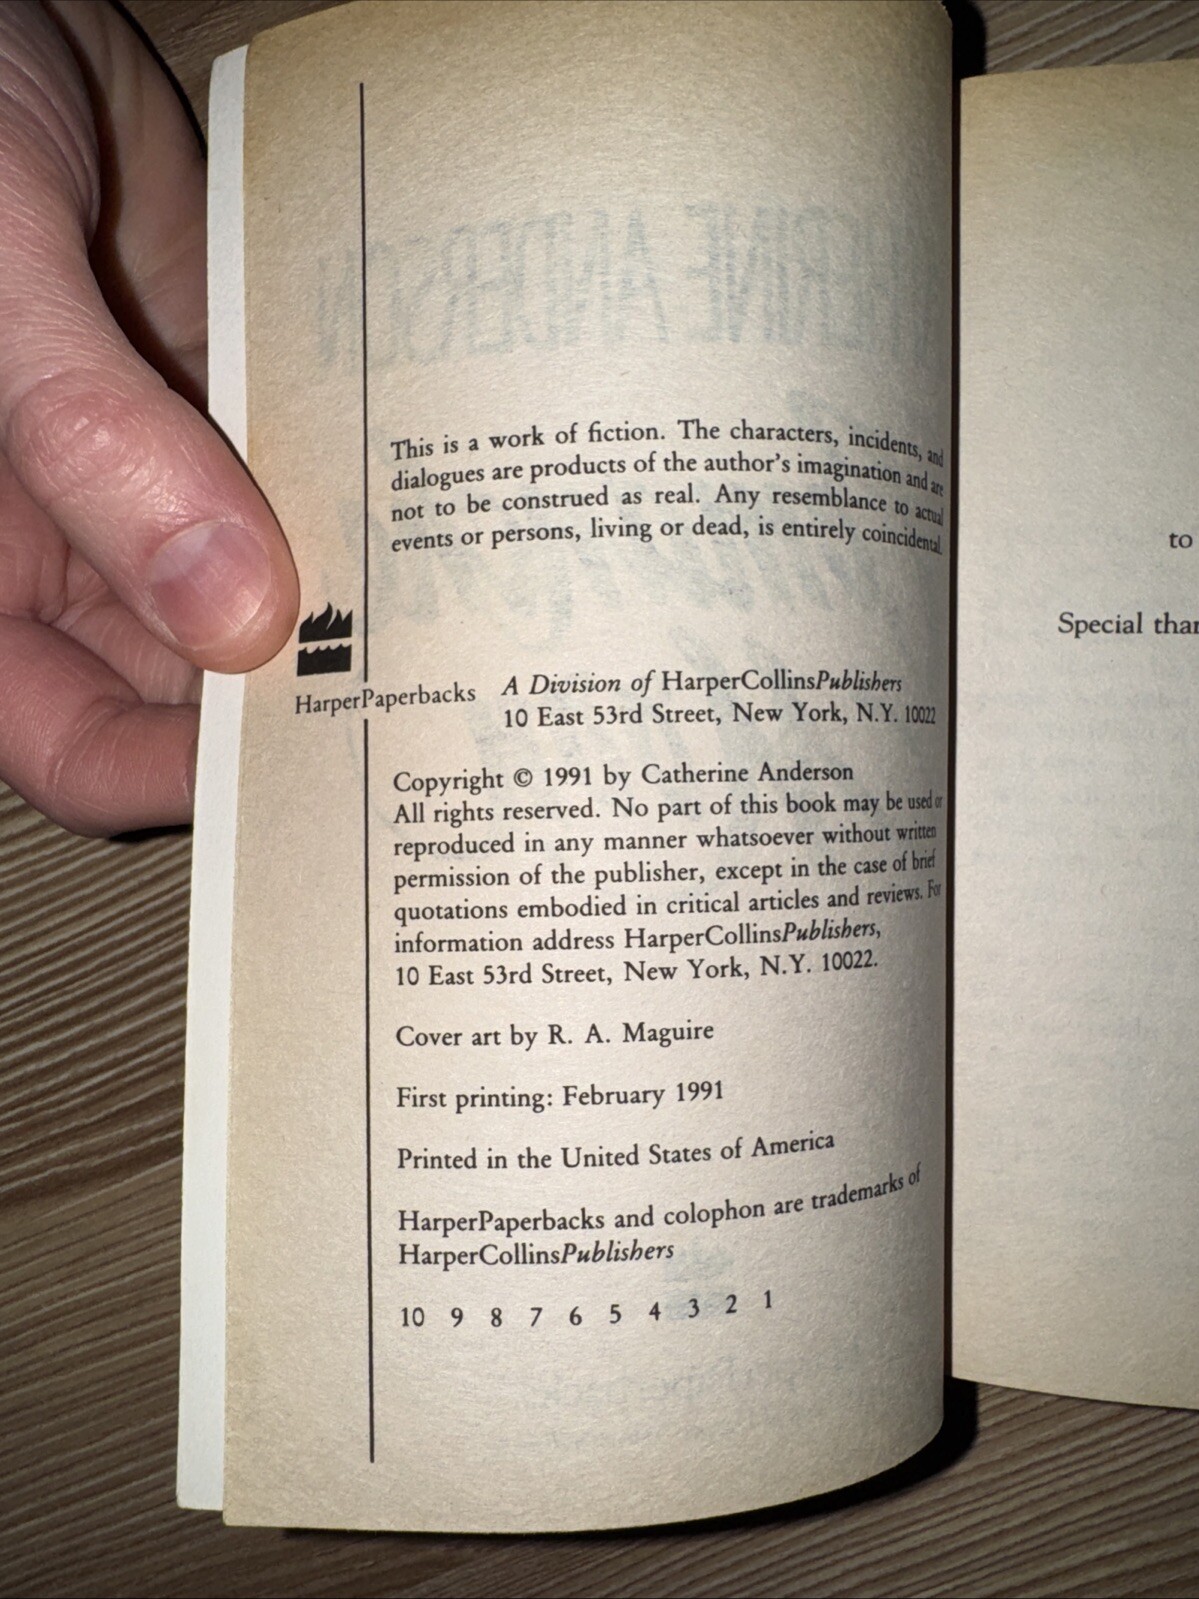 This is a work of fiction. The characters, incidents, and
dialogues are products of the author's imagination and are
not to be construed as real. Any resemblance to actual
events or persons, living or dead, is entirely coincidental.
HarperPaperbacks A Division of HarperCollinsPublishers
10 East 53rd Street, New York, N.Y. 10022
Copyright © 1991 by Catherine Anderson
All rights reserved. No part of this book may be used or
reproduced in any manner whatsoever without written
permission of the publisher, except in the case of brief
quotations embodied in critical articles and reviews. For
information address HarperCollinsPublishers,
10 East 53rd Street, New York, N.Y. 10022.
Cover art by R. A. Maguire
First printing: February 1991
Printed in the United States of America
HarperPaperbacks and colophon are trademarks of
HarperCollinsPublishers
10 9 8 7 6 5 4 3 2 1
to
Special